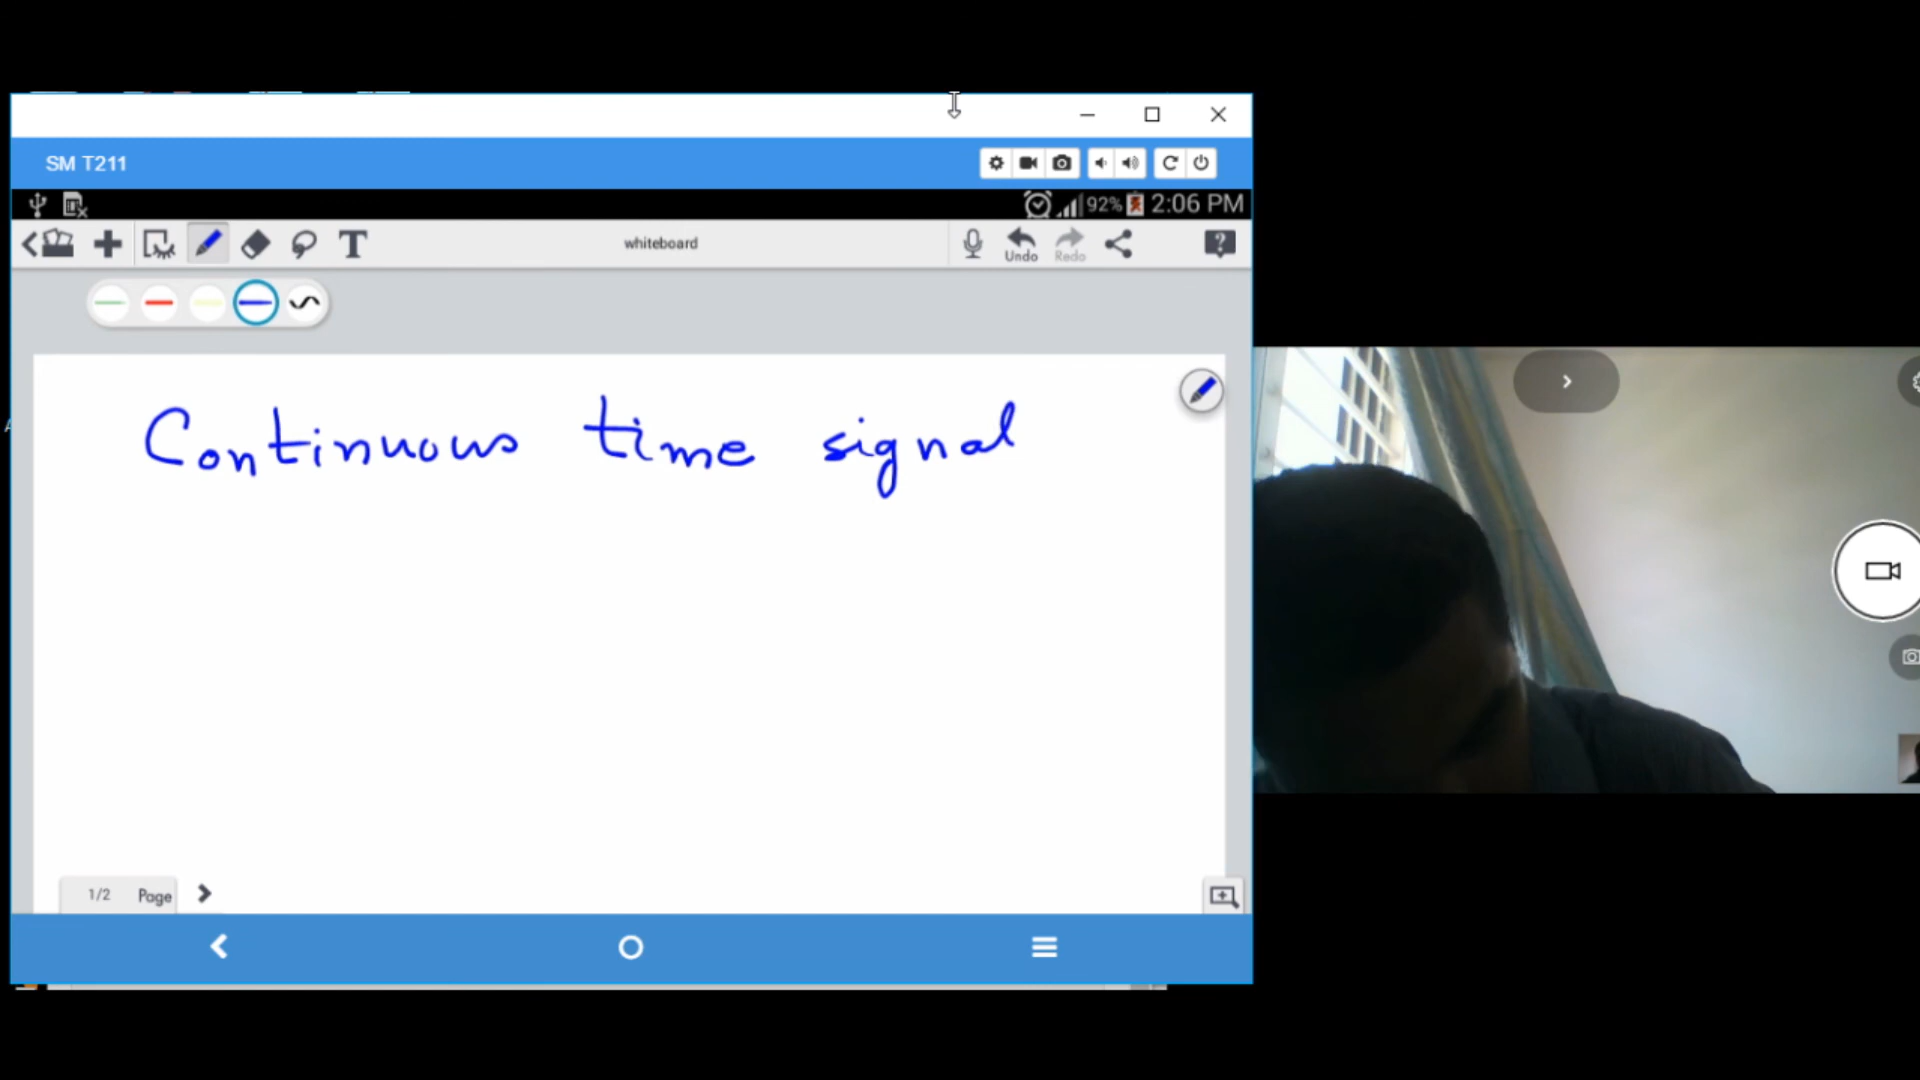 SM T211
92% 2:06 PM
whiteboard
Undo Redo
Continuous time signal
1/2 Page